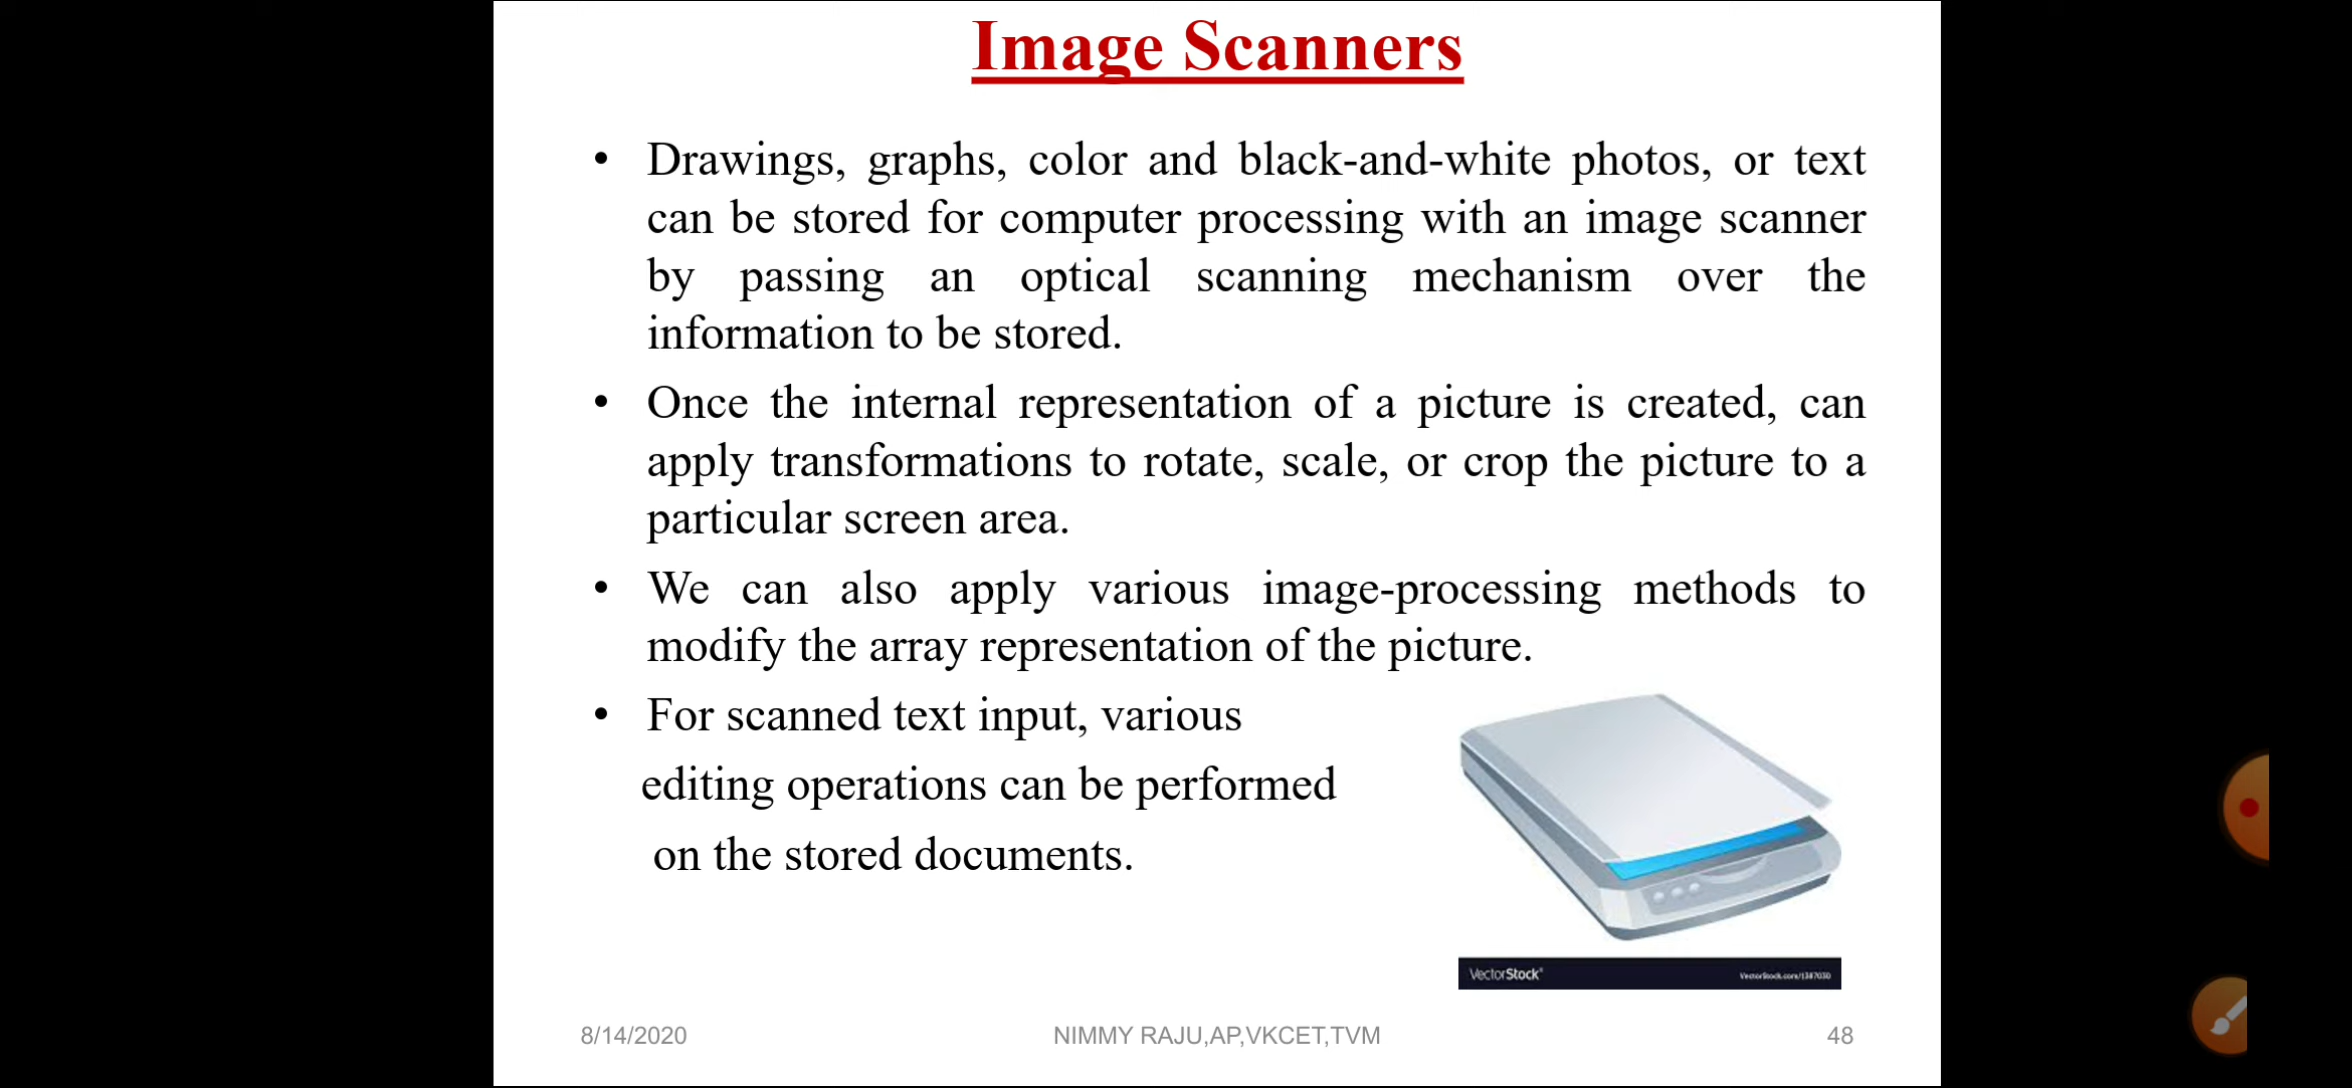 Image Scanners
• Drawings, graphs, color and black-and-white photos, or text
can be stored for computer processing with an image scanner
by passing an optical scanning mechanism over the
information to be stored.
• Once the internal representation of a picture is created, can
apply transformations to rotate, scale, or crop the picture to a
particular screen area.
• We can also apply various image-processing methods to
modify the array representation of the picture.
• For scanned text input, various
editing operations can be performed
on the stored documents.
VectorStock®
VectorStock.com/1387030
8/14/2020
NIMMY RAJU,AP,VKCET,TVM
48